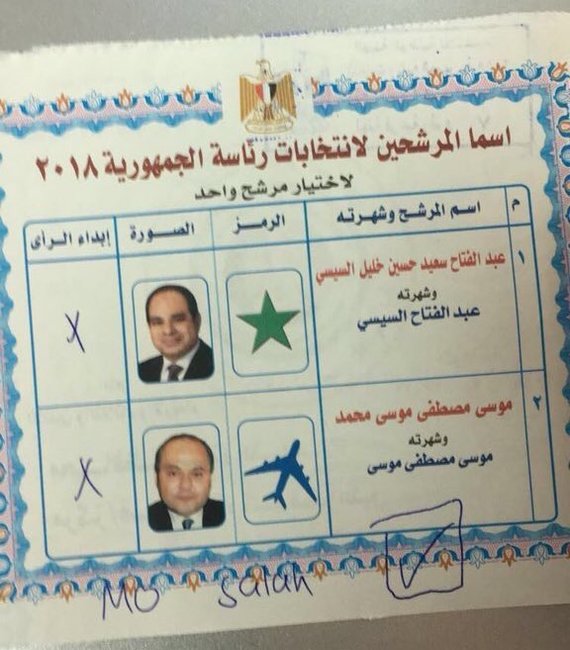 اسما المرشحين لانتخابات رئاسة الجمهورية ٢٠١٨
لاختيار مرشح واحد
م اسم المرشح وشهرته الرمز الصورة إبداء الرأى
١ عبد الفتاح سعيد حسين خليل السيسي
وشهرته
عبد الفتاح السيسي
X
٢ موسى مصطفى موسى محمد
وشهرته
موسى مصطفى موسى
X
MO Salah ✓